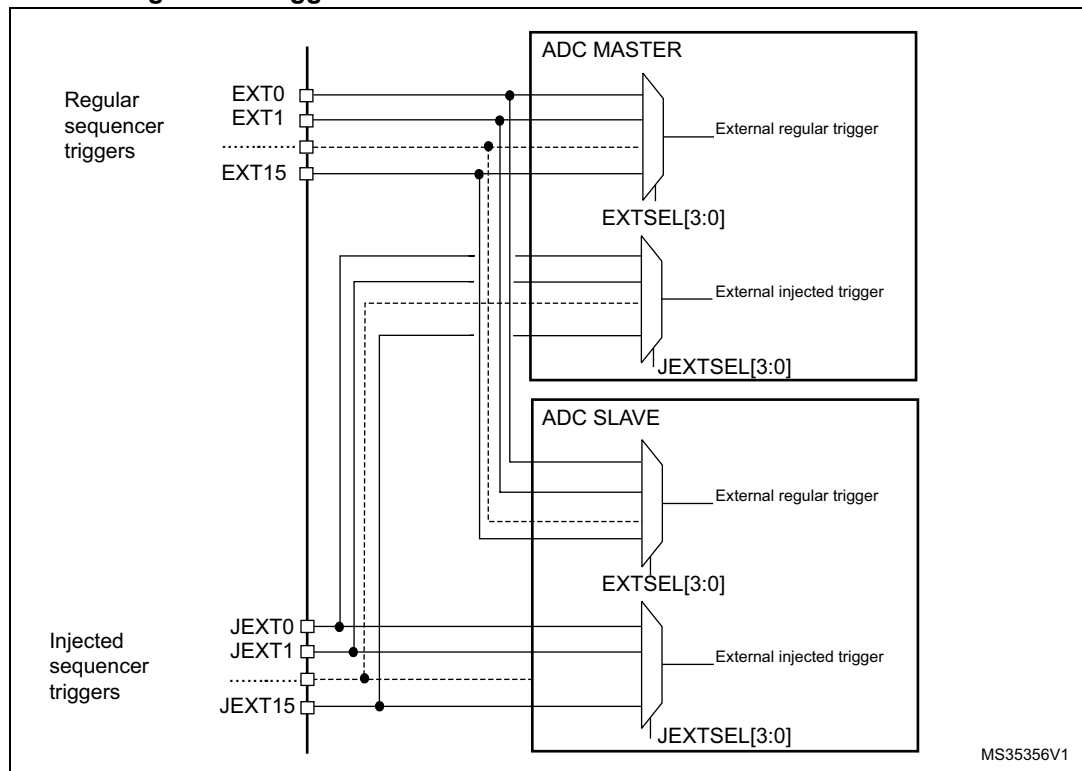 ADC MASTER
Regular
sequencer
triggers
EXT0
EXT1
EXT15
External regular trigger
EXTSEL[3:0]
External injected trigger
JEXTSEL[3:0]
ADC SLAVE
External regular trigger
EXTSEL[3:0]
Injected
sequencer
triggers
JEXT0
JEXT1
JEXT15
External injected trigger
JEXTSEL[3:0]
MS35356V1